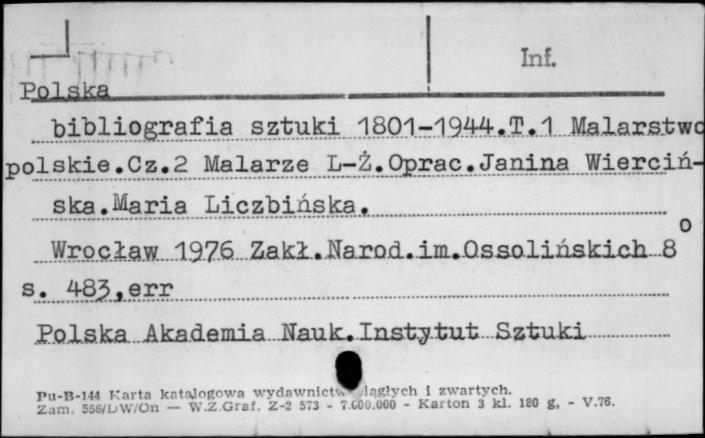 Inf.
Polska
bibliografia sztuki 1801-1944.T.1 Malarstwo
polskie.Cz.2 Malarze L-Ż.Oprac.Janina Wierciń-
ska.Maria Liczbińska.
Wrocław 1976 Zakł.Narod.im.Ossolińskich 8o
s. 483,err
Polska Akademia Nauk.Instytut Sztuki
Pu-B-144 Karta katalogowa wydawnictw ciągłych i zwartych.
Zam. 556/DW/On — W.Z.Graf. Z-2 573 - 7.000.000 - Karton 3 kl. 180 g, - V.76.